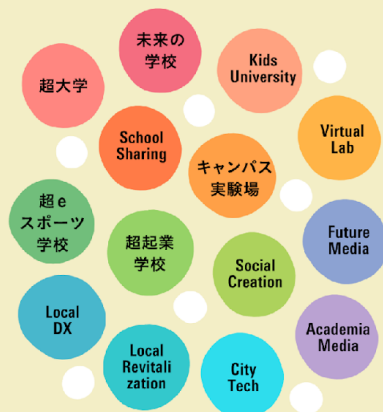 未来の
学校
Kids
University
超大学
School
Sharing
Virtual
Lab
キャンパス
実験場
超e
スポーツ
学校
超起業
学校
Future
Media
Social
Creation
Local
DX
Academia
Media
Local
Revitali
zation
City
Tech